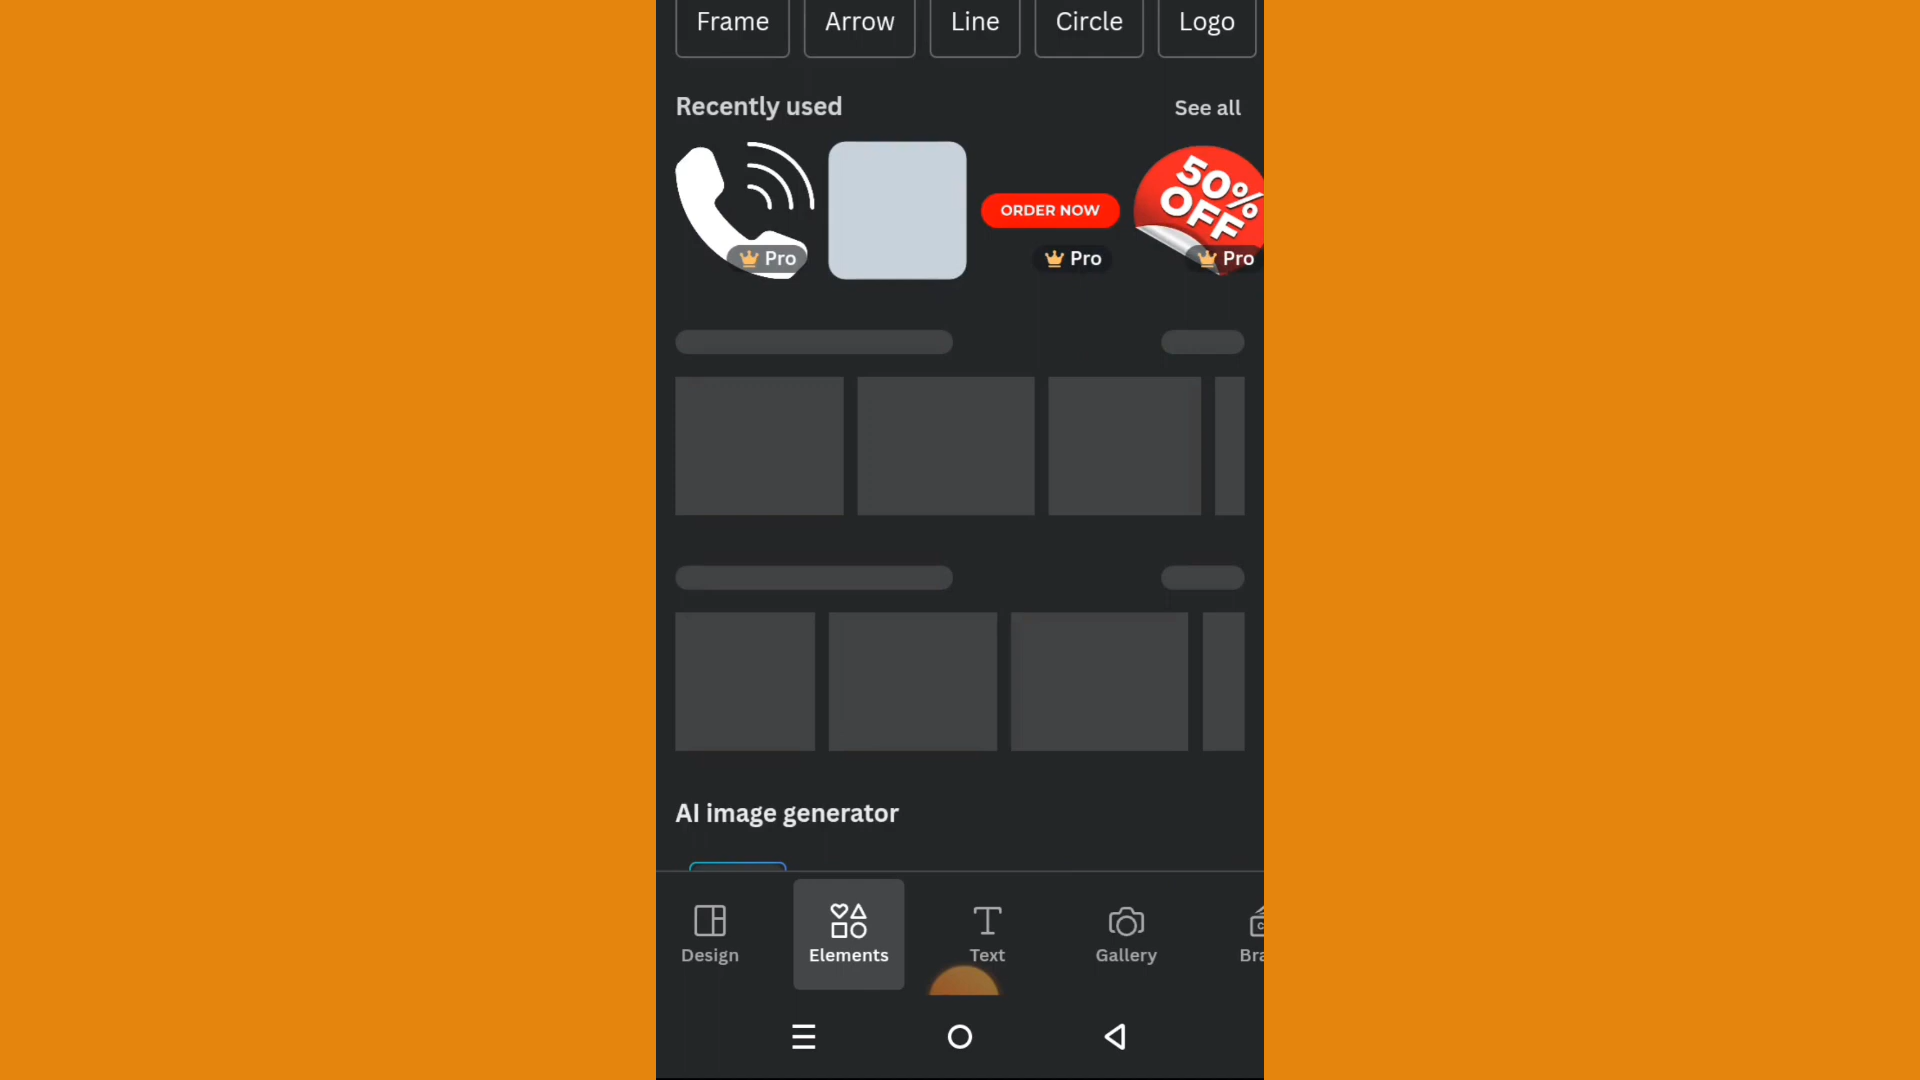 Frame Arrow Line Circle Logo
Recently used See all
ORDER NOW
50%
OFF
Pro Pro Pro
AI image generator
Design Elements Text Gallery Bra